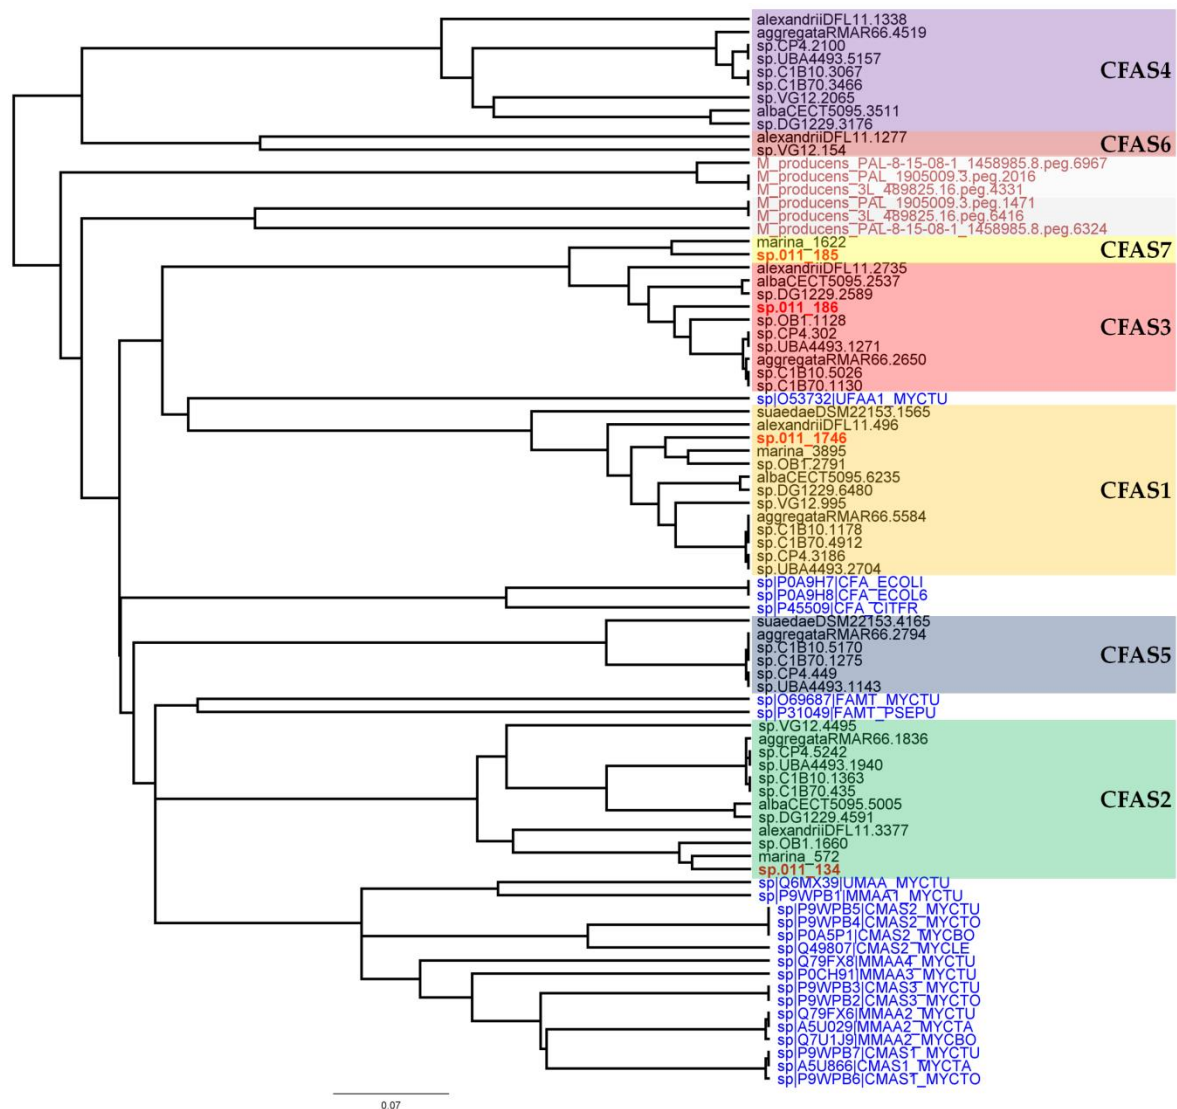 alexandriiDFL11.1338
aggregataRMAR66.4519
sp.CP4.2100
sp.UBA4493.5157
CFAS4
sp.C1B10.3067
sp.C1B70.3466
sp.VG12.2065
albaCECT5095.3511
sp.DG1229.3176
alexandriiDFL11.1277
CFAS6
sp.VG12.154
M_producens_PAL-8-15-08-1_1458985.8.peg.6967
M_producens_PAL_1905009.3.peg.2016
M_producens_3L_489825.16.peg.4331
M_producens_PAL_1905009.3.peg.1471
M_producens_3L_489825.16.peg.6416
M_producens_PAL-8-15-08-1_1458985.8.peg.6324
marina_1622
CFAS7
sp.011_185
alexandriiDFL11.2735
albaCECT5095.2537
sp.DG1229.2589
sp.011_186
sp.OB1.1128
CFAS3
sp.CP4.302
sp.UBA4493.1271
aggregataRMAR66.2650
sp.C1B10.5026
sp.C1B70.1130
sp|O53732|UFAA1_MYCTU
suaedaeDSM22153.1565
alexandriiDFL11.496
sp.011_1746
marina_3895
sp.OB1.2791
albaCECT5095.6235
sp.DG1229.6480
CFAS1
sp.VG12.995
aggregataRMAR66.5584
sp.C1B10.1178
sp.C1B70.4912
sp.CP4.3186
sp.UBA4493.2704
sp|P0A9H7|CFA_ECOLI
sp|P0A9H8|CFA_ECOL6
sp|P45509|CFA_CITFR
suaedaeDSM22153.4165
aggregataRMAR66.2794
sp.C1B10.5170
CFAS5
sp.C1B70.1275
sp.CP4.449
sp.UBA4493.1143
sp|O69687|FAMT_MYCTU
sp|P31049|FAMT_PSEPU
sp.VG12.4495
aggregataRMAR66.1836
sp.CP4.5242
sp.UBA4493.1940
sp.C1B10.1363
sp.C1B70.435
CFAS2
albaCECT5095.5005
sp.DG1229.4591
alexandriiDFL11.3377
sp.OB1.1660
marina_572
sp.011_134
sp|Q6MX39|UMAA_MYCTU
sp|P9WPB1|MMAA1_MYCTU
sp|P9WPB5|CMAS2_MYCTU
sp|P9WPB4|CMAS2_MYCTO
sp|P0A5P1|CMAS2_MYCBO
sp|Q49807|CMAS2_MYCLE
sp|Q79FX8|MMAA4_MYCTU
sp|P0CH91|MMAA3_MYCTU
sp|P9WPB3|CMAS3_MYCTU
sp|P9WPB2|CMAS3_MYCTO
sp|Q79FX6|MMAA2_MYCTU
sp|A5U029|MMAA2_MYCTA
sp|Q7U1J9|MMAA2_MYCBO
sp|P9WPB7|CMAS1_MYCTU
sp|A5U866|CMAS1_MYCTA
sp|P9WPB6|CMAS1_MYCTO
0.07